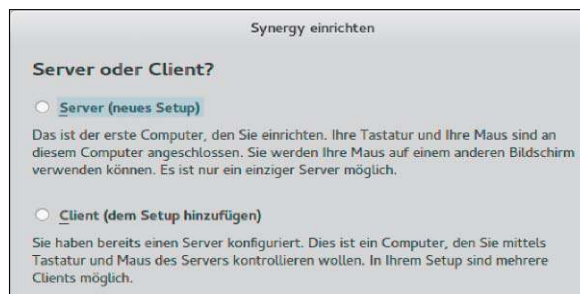 Synergy einrichten
Server oder Client?
Server (neues Setup)
Das ist der erste Computer, den Sie einrichten. Ihre Tastatur und Ihre Maus sind an
diesem Computer angeschlossen. Sie werden Ihre Maus auf einem anderen Bildschirm
verwenden können. Es ist nur ein einziger Server möglich.
Client (dem Setup hinzufügen)
Sie haben bereits einen Server konfiguriert. Dies ist ein Computer, den Sie mittels
Tastatur und Maus des Servers kontrollieren wollen. In Ihrem Setup sind mehrere
Clients möglich.